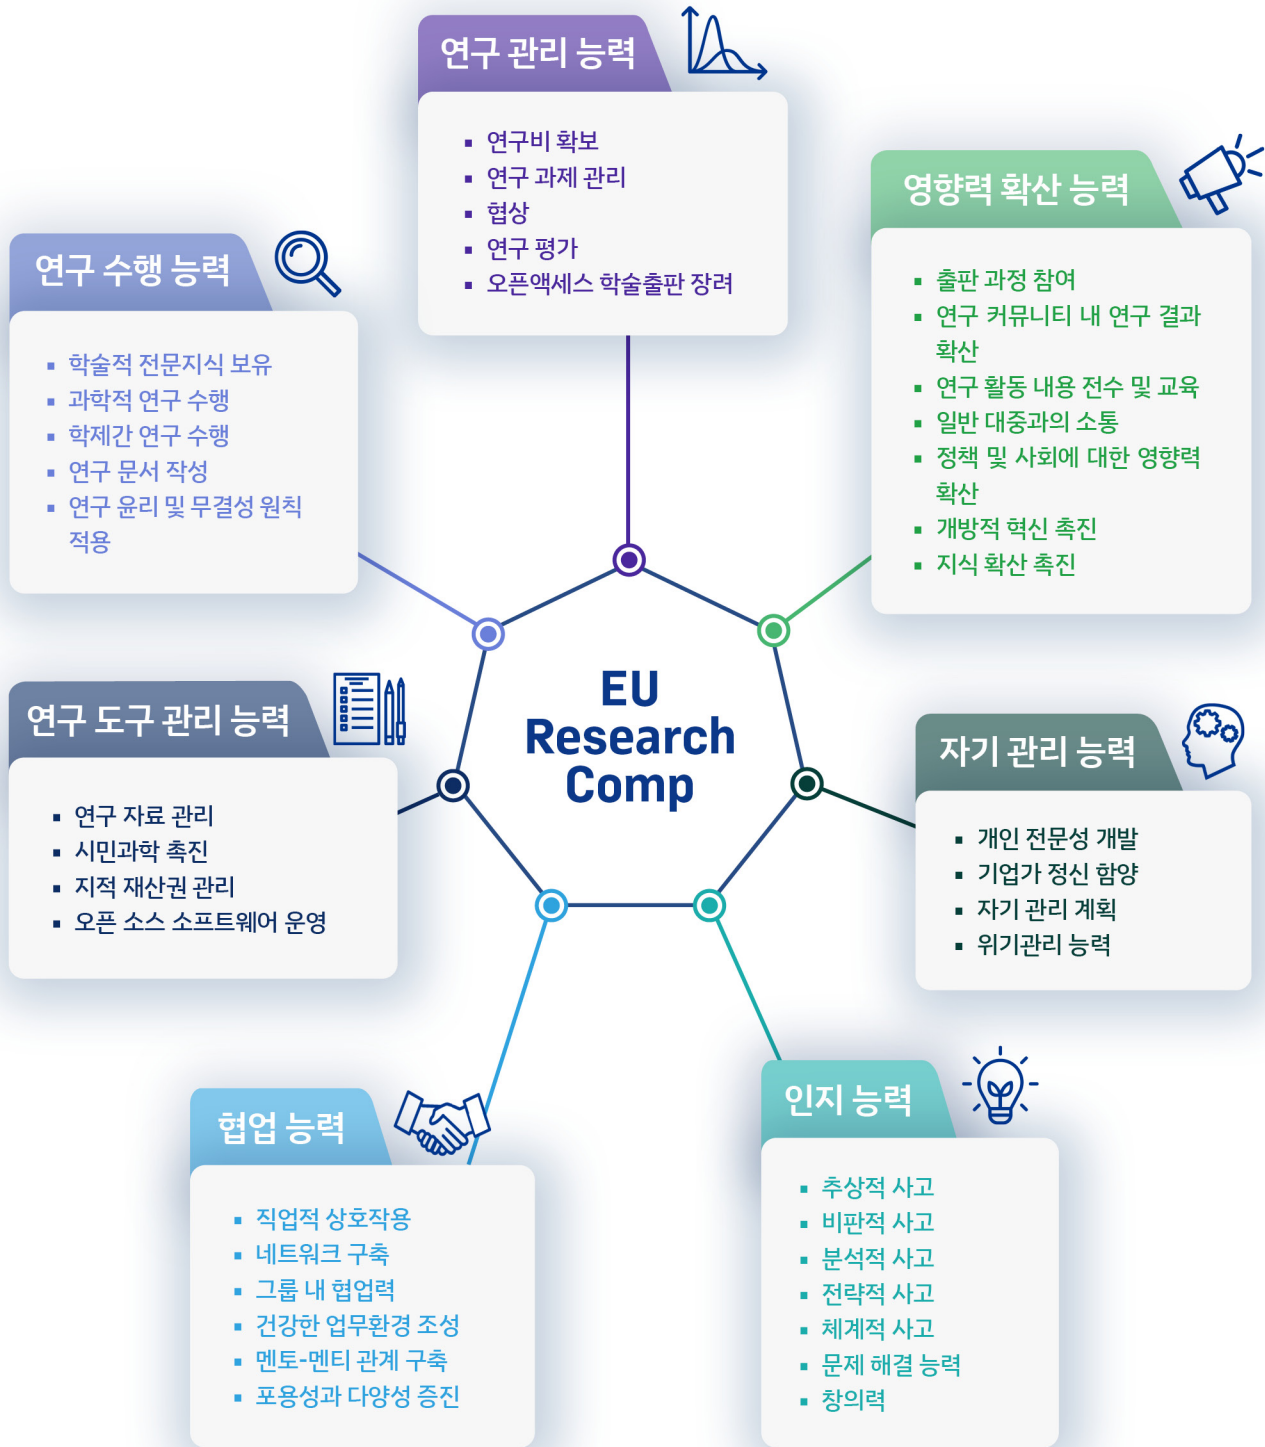 연구 관리 능력
▪ 연구비 확보
▪ 연구 과제 관리
▪ 협상
▪ 연구 평가
▪ 오픈액세스 학술출판 장려
영향력 확산 능력
▪ 출판 과정 참여
▪ 연구 커뮤니티 내 연구 결과
확산
▪ 연구 활동 내용 전수 및 교육
▪ 일반 대중과의 소통
▪ 정책 및 사회에 대한 영향력
확산
▪ 개방적 혁신 촉진
▪ 지식 확산 촉진
연구 수행 능력
▪ 학술적 전문지식 보유
▪ 과학적 연구 수행
▪ 학제간 연구 수행
▪ 연구 문서 작성
▪ 연구 윤리 및 무결성 원칙
적용
EU
Research
Comp
연구 도구 관리 능력
▪ 연구 자료 관리
▪ 시민과학 촉진
▪ 지적 재산권 관리
▪ 오픈 소스 소프트웨어 운영
자기 관리 능력
▪ 개인 전문성 개발
▪ 기업가 정신 함양
▪ 자기 관리 계획
▪ 위기관리 능력
협업 능력
▪ 직업적 상호작용
▪ 네트워크 구축
▪ 그룹 내 협업력
▪ 건강한 업무환경 조성
▪ 멘토-멘티 관계 구축
▪ 포용성과 다양성 증진
인지 능력
▪ 추상적 사고
▪ 비판적 사고
▪ 분석적 사고
▪ 전략적 사고
▪ 체계적 사고
▪ 문제 해결 능력
▪ 창의력